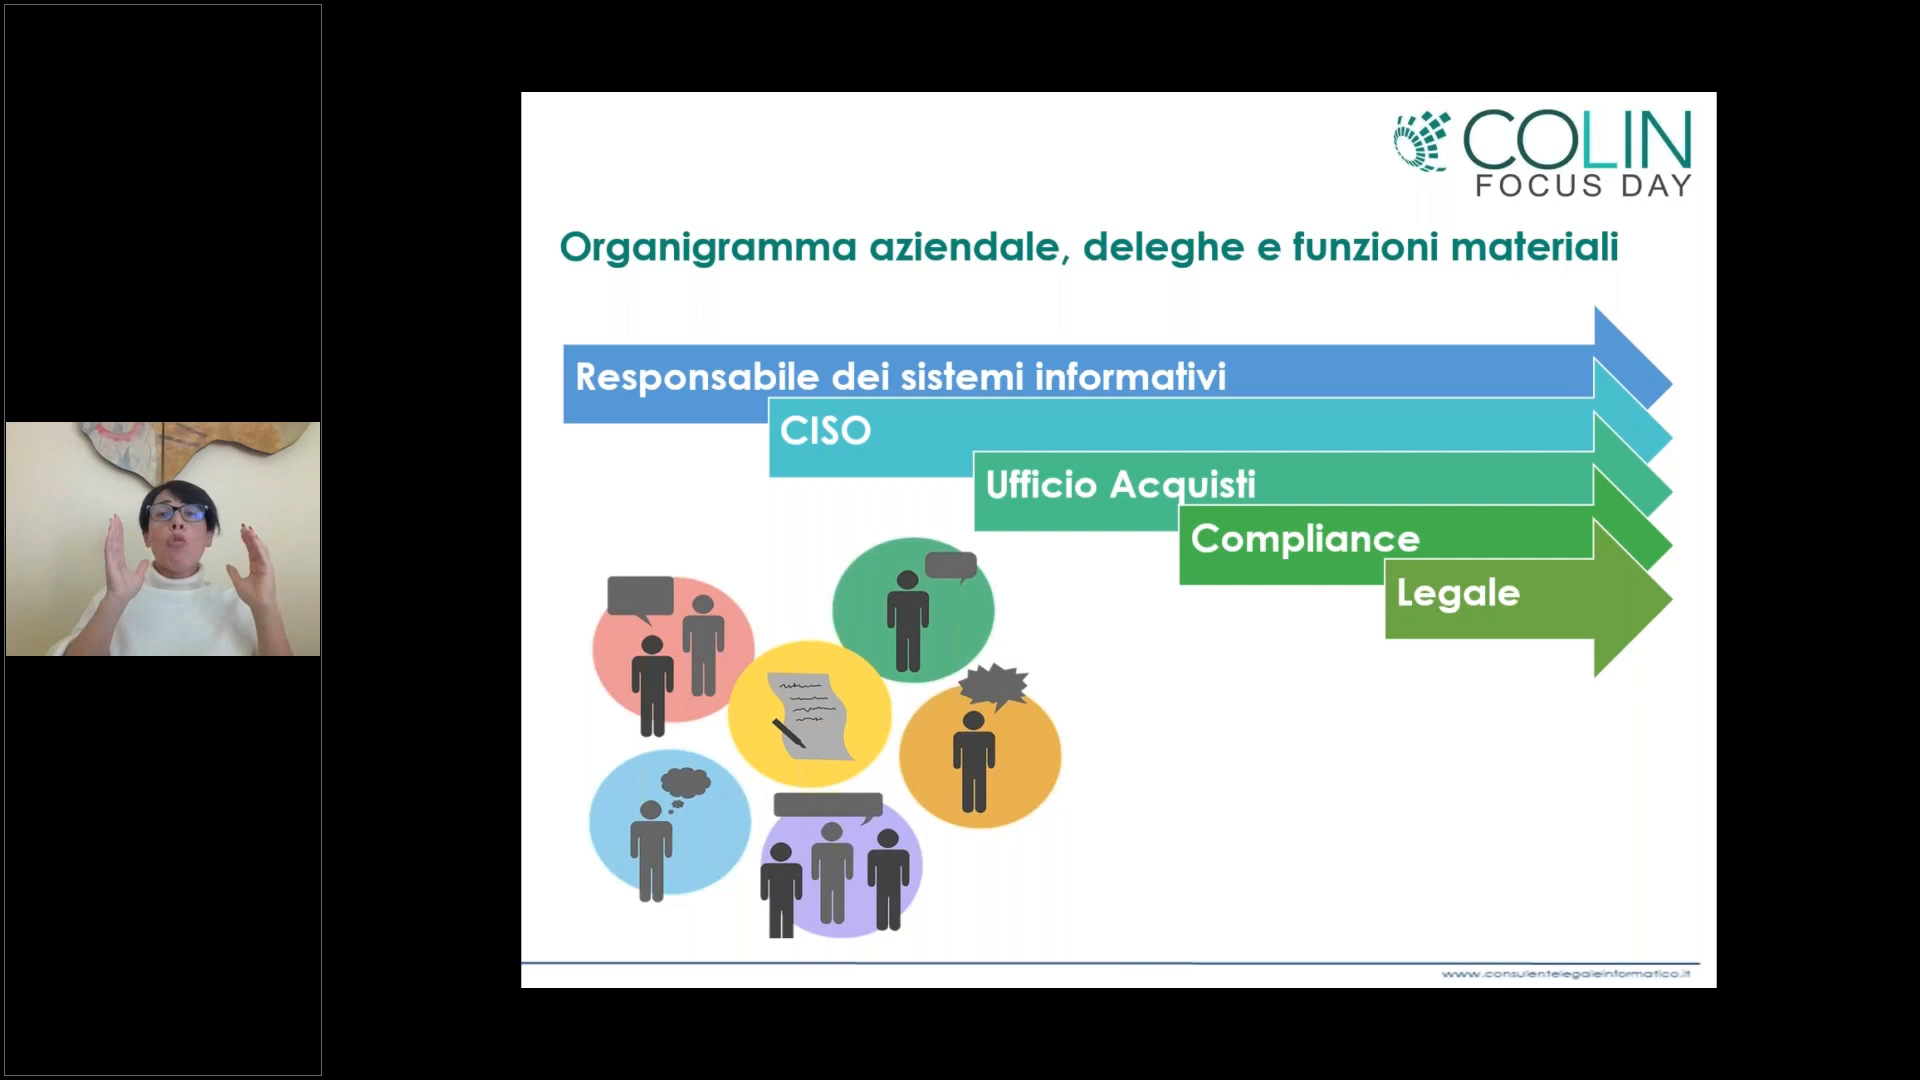 COLIN
FOCUS DAY
Organigramma aziendale, deleghe e funzioni materiali
Responsabile dei sistemi informativi
CISO
Ufficio Acquisti
Compliance
Legale
www.consulentelegaleinformatico.it